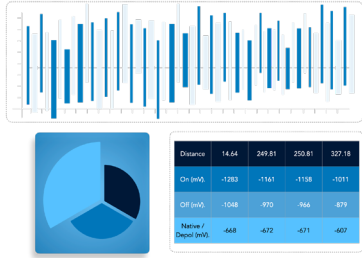 Distance 14.64 249.81 250.81 327.18
On (mV). -1283 -1161 -1158 -1011
Off (mV). -1048 -970 -966 -879
Native /
Depol (mV). -668 -672 -671 -607